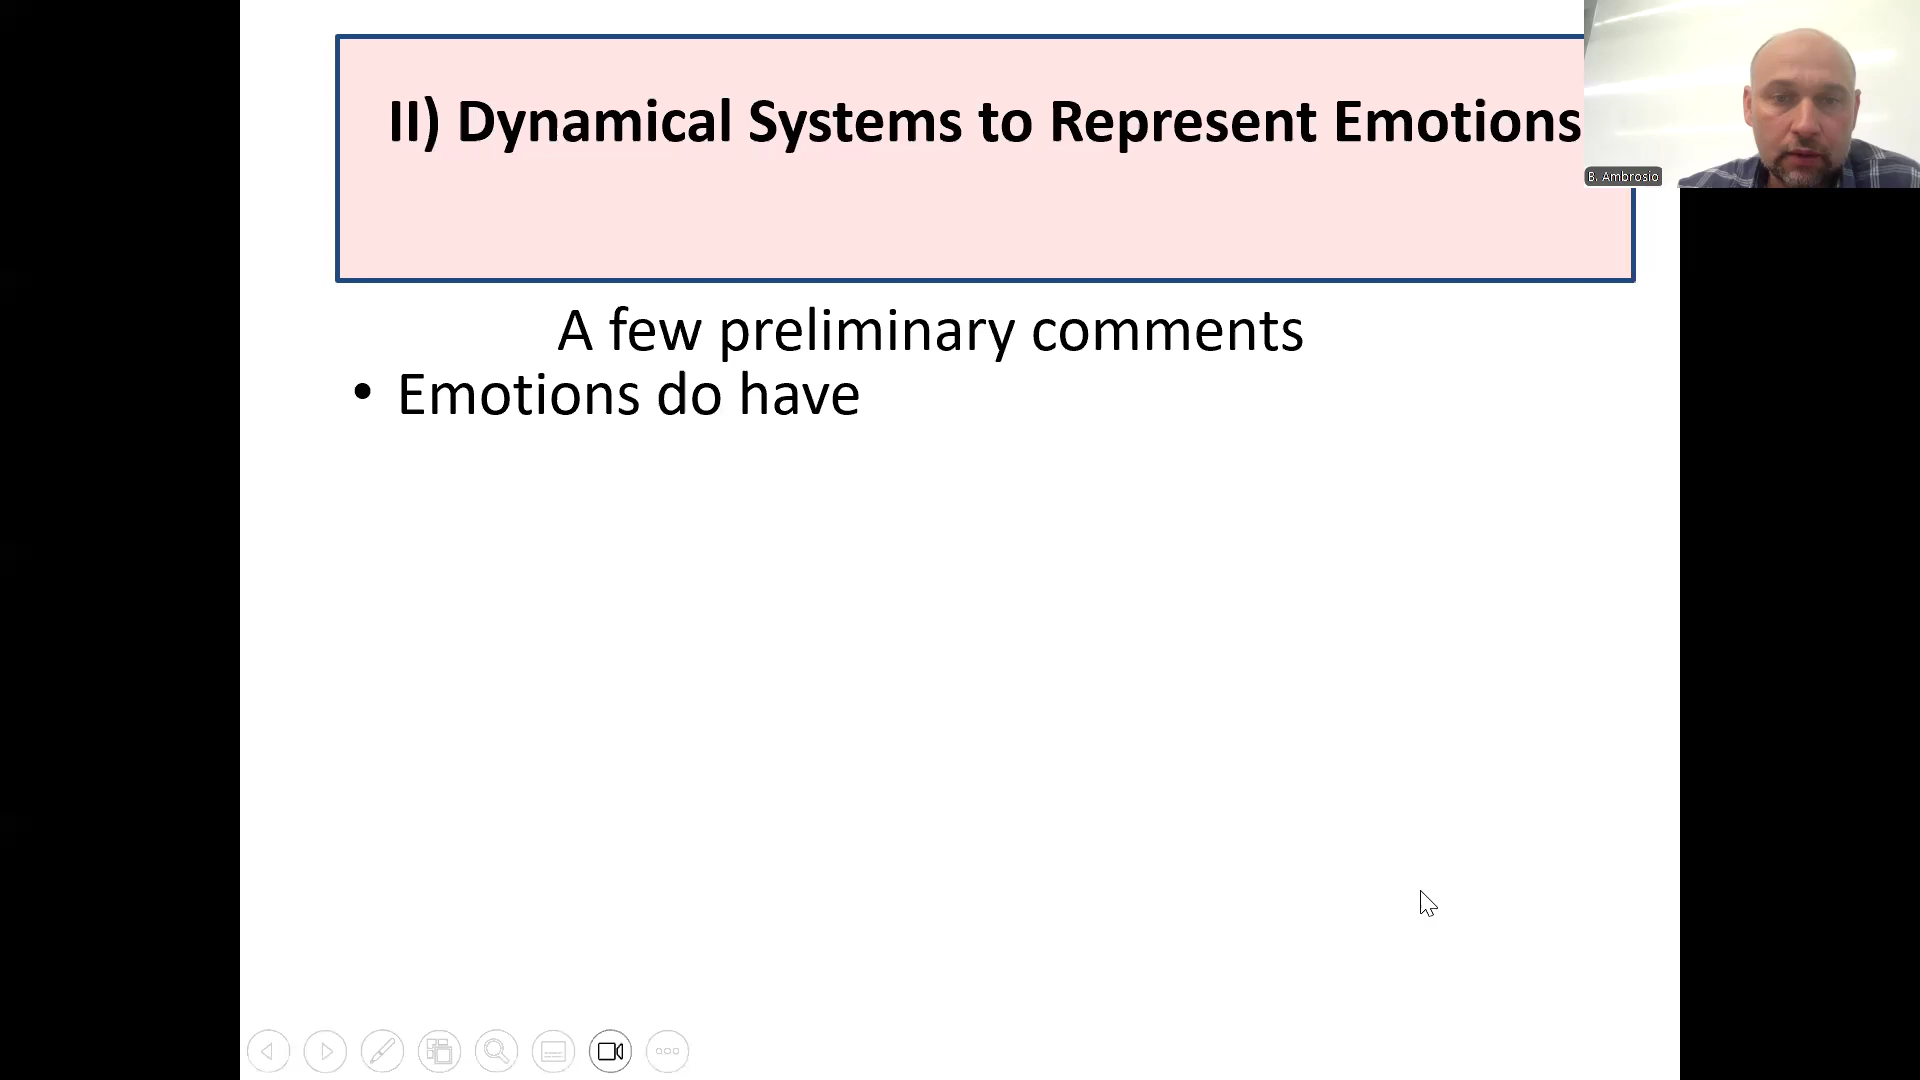 II) Dynamical Systems to Represent Emotions
B. Ambrosio
A few preliminary comments
• Emotions do have